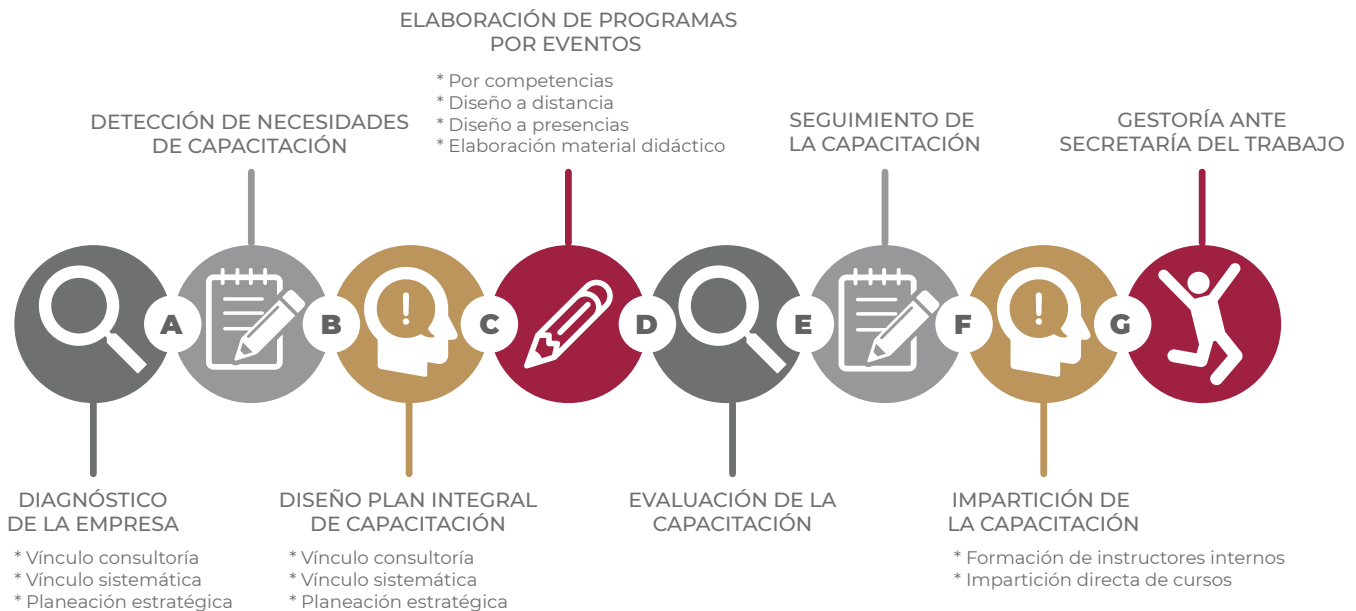 ELABORACIÓN DE PROGRAMAS
POR EVENTOS
* Por competencias
* Diseño a distancia
* Diseño a presencias
* Elaboración material didáctico
DETECCIÓN DE NECESIDADES
DE CAPACITACIÓN
SEGUIMIENTO DE
LA CAPACITACIÓN
GESTORÍA ANTE
SECRETARÍA DEL TRABAJO
A
B
C
D
E
F
G
DIAGNÓSTICO
DE LA EMPRESA
* Vínculo consultoría
* Vínculo sistemática
* Planeación estratégica
DISEÑO PLAN INTEGRAL
DE CAPACITACIÓN
* Vínculo consultoría
* Vínculo sistemática
* Planeación estratégica
EVALUACIÓN DE LA
CAPACITACIÓN
IMPARTICIÓN DE
LA CAPACITACIÓN
* Formación de instructores internos
* Impartición directa de cursos